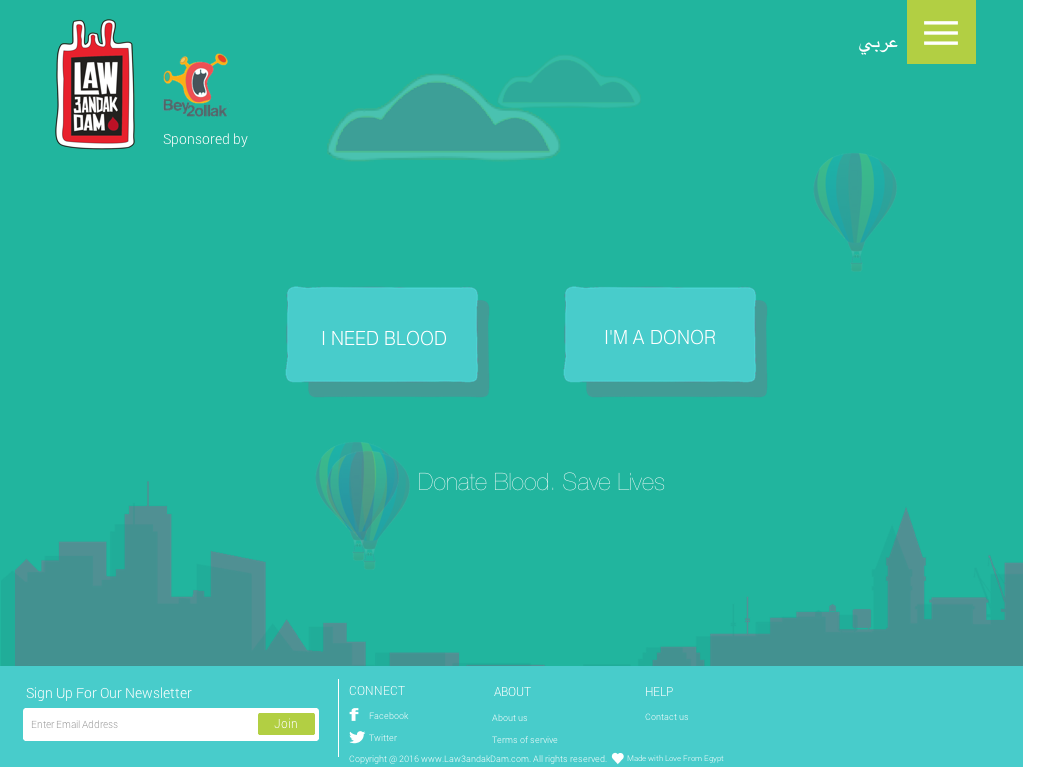 LAW
3ANDAK
DAM
Bey2ollak
Sponsored by
عربي
I NEED BLOOD
I'M A DONOR
Donate Blood. Save Lives
Sign Up For Our Newsletter
Enter Email Address
Join
CONNECT
Facebook
Twitter
ABOUT
About us
Terms of servive
HELP
Contact us
Copyright @ 2016 www.Law3andakDam.com. All rights reserved.
Made with Love From Egypt